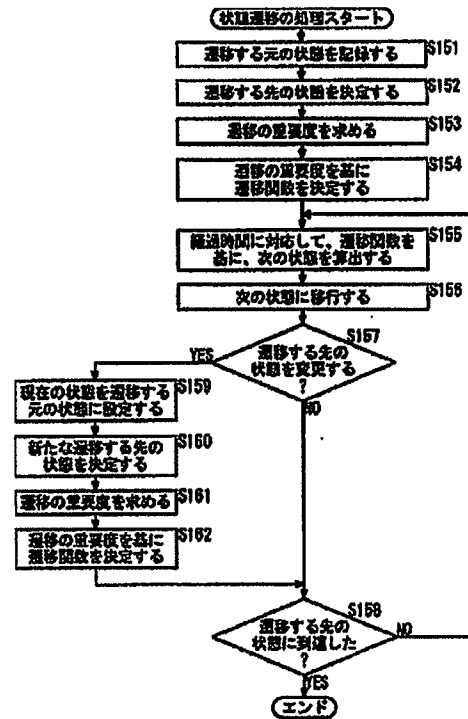 状態遷移の処理スタート
遷移する元の状態を記録する
S151
遷移する先の状態を決定する
S152
遷移の重要度を求める
S153
遷移の重要度を基に
遷移関数を決定する
S154
経過時間に対応して、遷移関数を
基に、次の状態を算出する
S155
次の状態に移行する
S156
遷移する先の
状態を変更する
?
S157
YES
NO
現在の状態を遷移する
元の状態に設定する
S159
新たな遷移する先の
状態を決定する
S160
遷移の重要度を求める
S161
遷移の重要度を基に
遷移関数を決定する
S162
遷移する先の
状態に到達した
?
S158
NO
YES
エンド